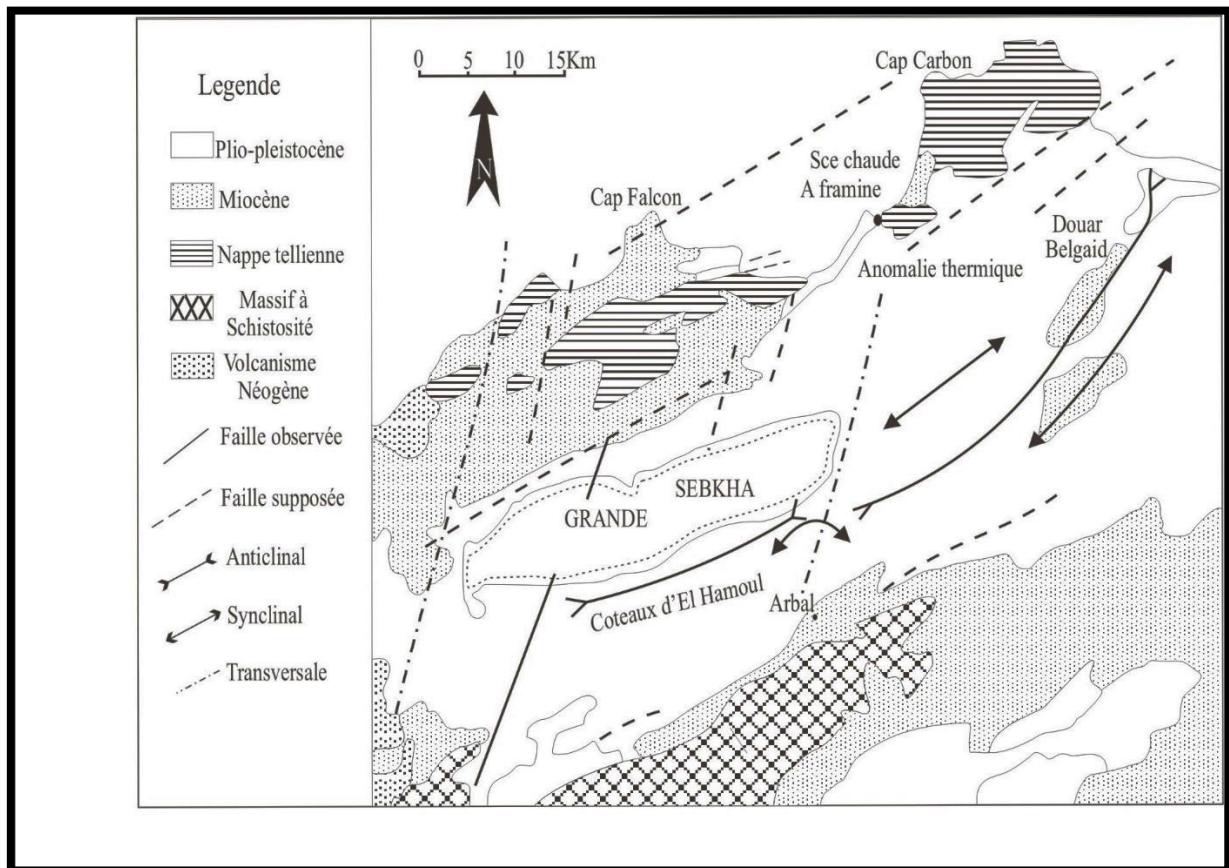 Legende
Plio-pleistocène
Miocène
Nappe tellienne
Massif à
Schistosité
Volcanisme
Néogène
Faille observée
Faille supposée
Anticlinal
Synclinal
Transversale
0 5 10 15Km
N
Cap Carbon
Sce chaude
A framine
Cap Falcon
Anomalie thermique
Douar
Belgaid
SEBKHA
GRANDE
Coteaux d'El Hamoul
Arbal